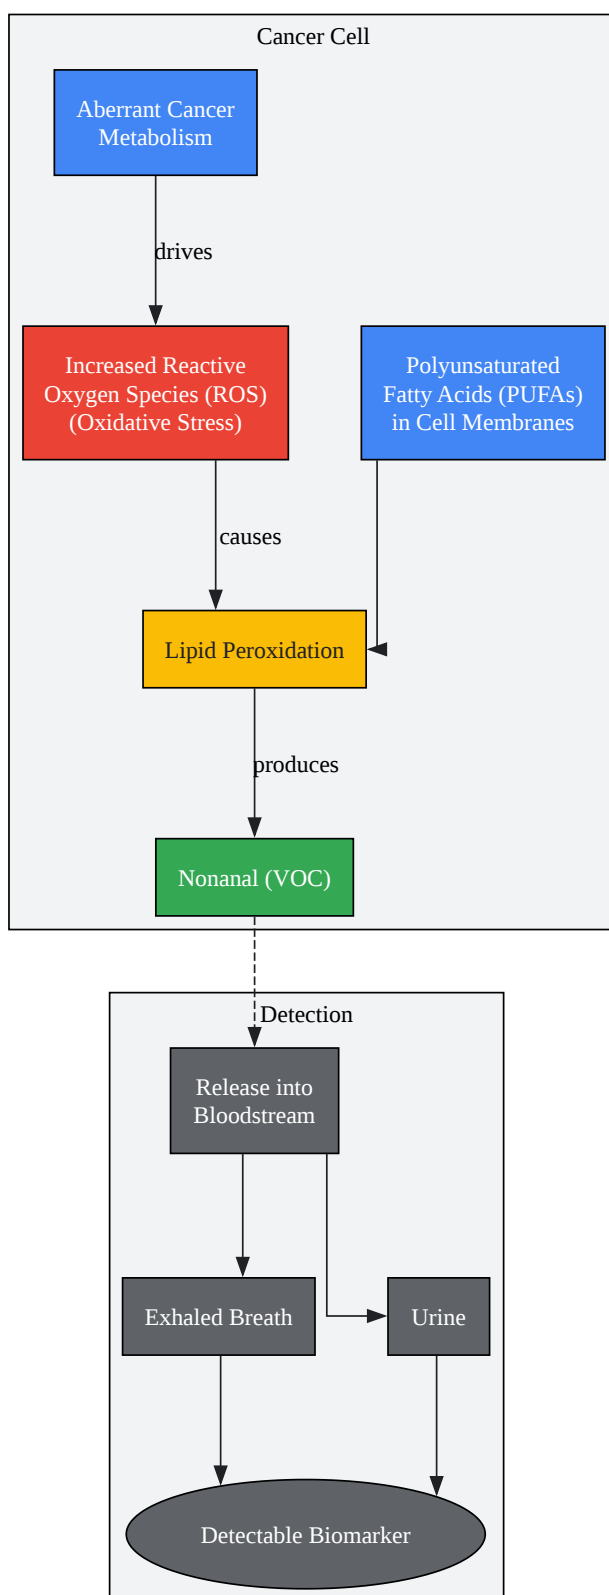 Cancer Cell
Aberrant Cancer
Metabolism
drives
Increased Reactive
Oxygen Species (ROS)
(Oxidative Stress)
Polyunsaturated
Fatty Acids (PUFAs)
in Cell Membranes
causes
Lipid Peroxidation
produces
Nonanal (VOC)
Detection
Release into
Bloodstream
Exhaled Breath
Urine
Detectable Biomarker